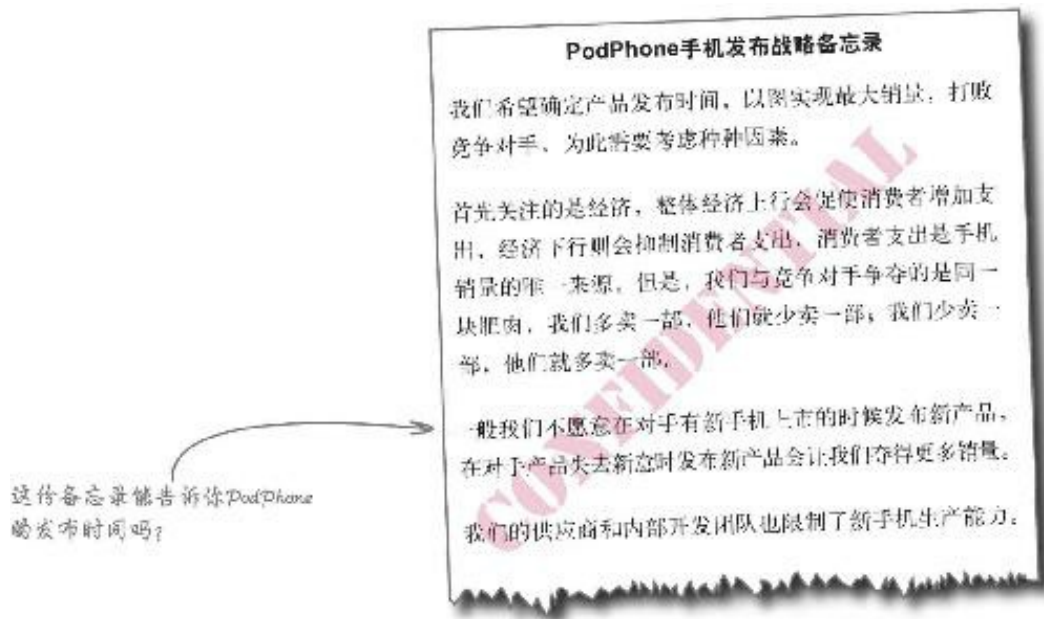 PodPhone手机发布战略备忘录
我们希望确定产品发布时间，以图实现最大销量，打败
竞争对手、为此需要考虑种种因素。
首先关注的是经济，整体经济上行会促使消费者增加支
出，经济下行则会抑制消费者支出，消费者支出是手机
销量的唯一来源。但是，我们与竞争对手争夺的是同一
块肥肉，我们多卖一部，他们就少卖一部；我们少卖一
部，他们就多卖一部。
一般我们不愿意在对手有新手机上市的时候发布新产品，
在对手产品失去新意时发布新产品会让我们夺得更多销量。
我们的供应商和内部开发团队也限制了新手机生产能力。
CONFIDENTIAL
这份备忘录能告诉你PodPhone
的发布时间吗？